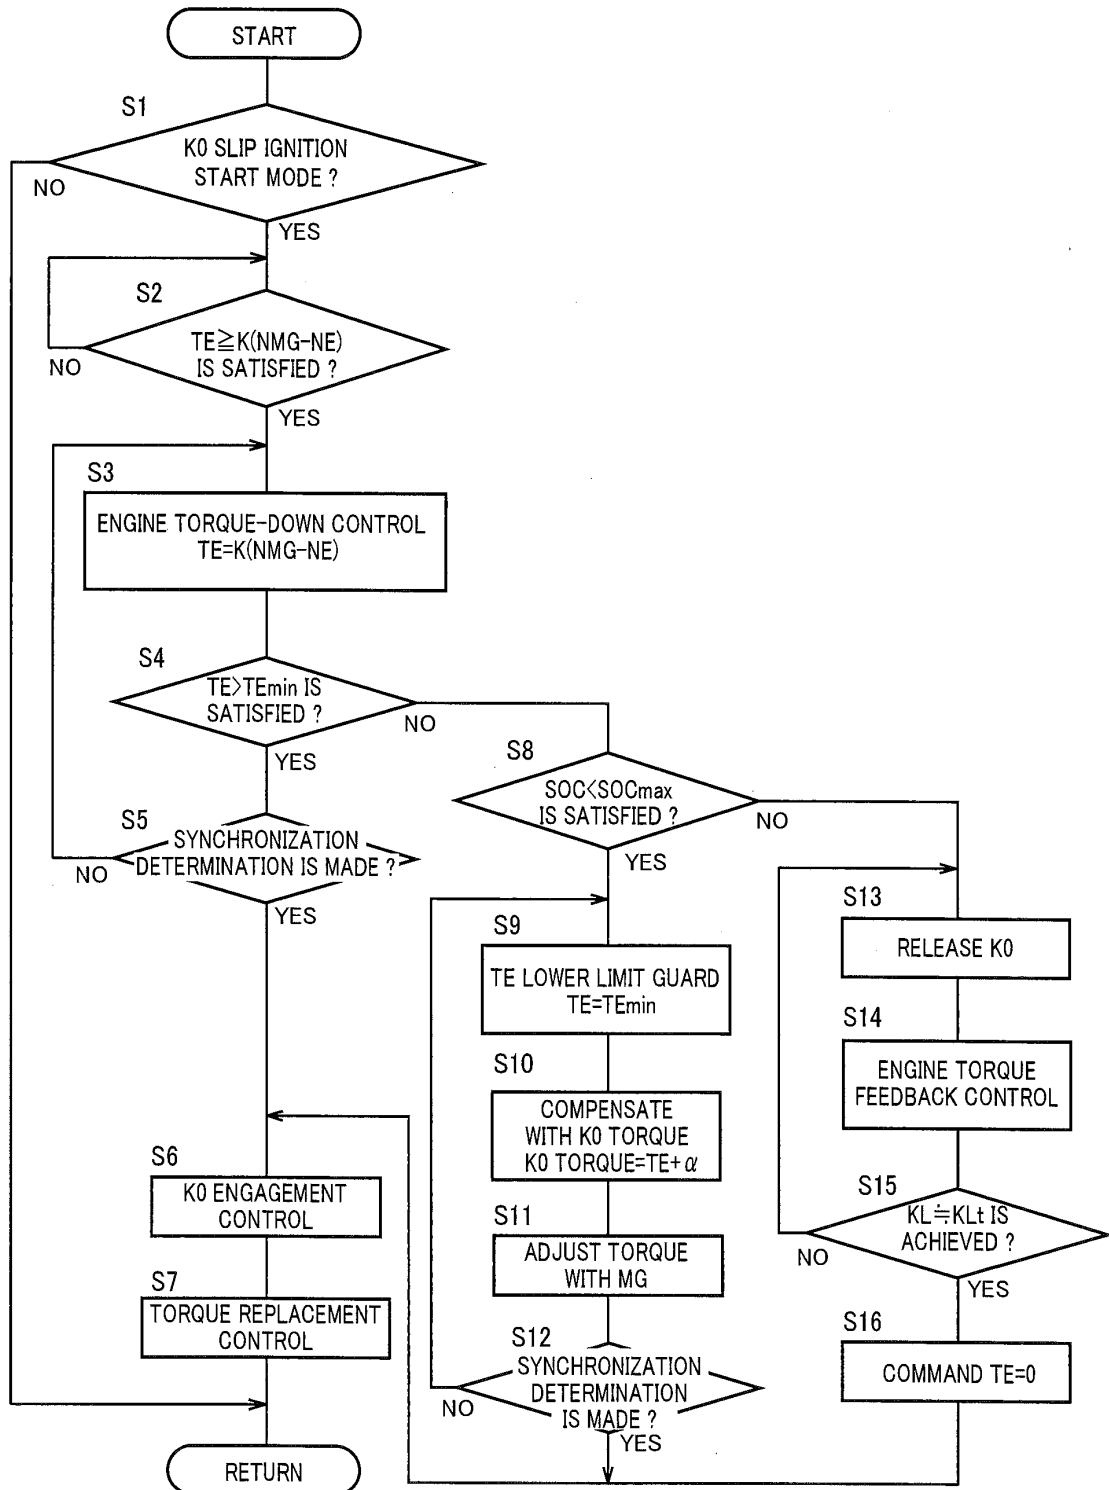 START
S1
K0 SLIP IGNITION
START MODE ?
NO
YES
S2
TE≧K(NMG-NE)
IS SATISFIED ?
NO
YES
S3
ENGINE TORQUE-DOWN CONTROL
TE=K(NMG-NE)
S4
TE>TEmin IS
SATISFIED ?
NO
YES
S5
SYNCHRONIZATION
DETERMINATION IS MADE ?
NO
YES
S6
K0 ENGAGEMENT
CONTROL
S7
TORQUE REPLACEMENT
CONTROL
RETURN
S8
SOC<SOCmax
IS SATISFIED ?
NO
YES
S9
TE LOWER LIMIT GUARD
TE=TEmin
S10
COMPENSATE
WITH K0 TORQUE
K0 TORQUE=TE+α
S11
ADJUST TORQUE
WITH MG
S12
SYNCHRONIZATION
DETERMINATION
IS MADE ?
NO
YES
S13
RELEASE K0
S14
ENGINE TORQUE
FEEDBACK CONTROL
S15
KL≒KLt IS
ACHIEVED ?
NO
YES
S16
COMMAND TE=0